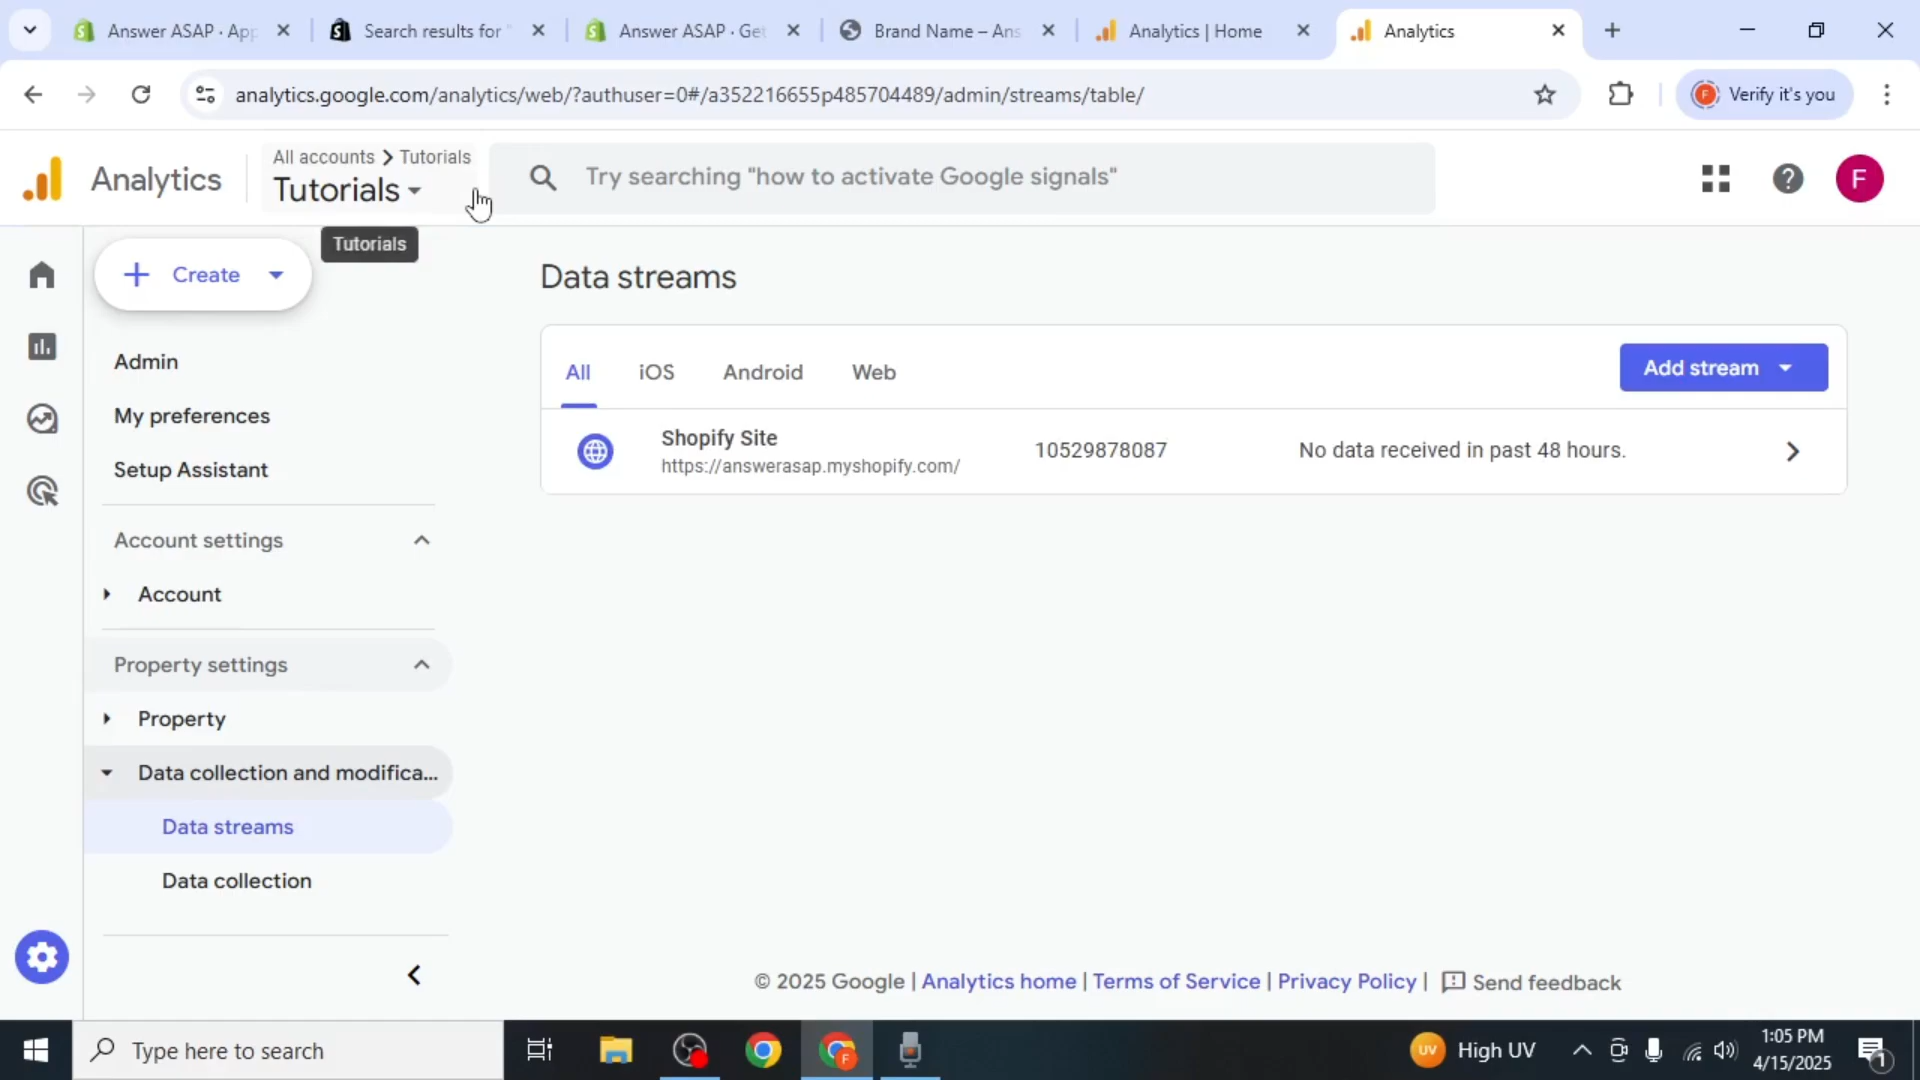 Answer ASAP · App
Search results for "
Answer ASAP · Get
Brand Name – Ans
Analytics | Home
Analytics
analytics.google.com/analytics/web/?authuser=0#/a352216655p485704489/admin/streams/table/
F
Verify it's you
Analytics
All accounts > Tutorials
Tutorials
Try searching "how to activate Google signals"
F
Tutorials
Create
Admin
My preferences
Setup Assistant
Account settings
Account
Property settings
Property
Data collection and modifica...
Data streams
Data collection
Data streams
All
iOS
Android
Web
Add stream
Shopify Site
https://answerasap.myshopify.com/
10529878087
No data received in past 48 hours.
© 2025 Google | Analytics home | Terms of Service | Privacy Policy | Send feedback
Type here to search
F
UV
High UV
1:05 PM
4/15/2025
1